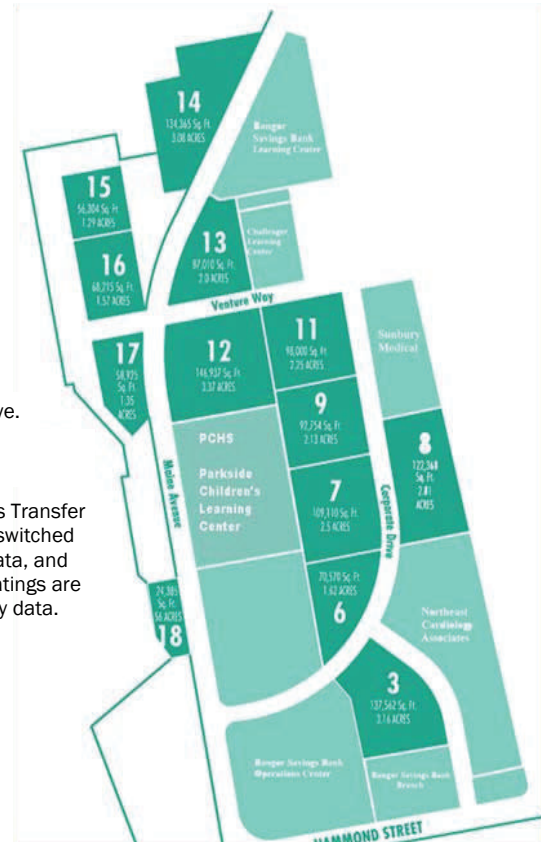 14
134,365 Sq. Ft.
3.08 ACRES
Bangor
Savings Bank
Learning Center
15
56,304 Sq. Ft.
1.29 ACRES
16
68,215 Sq. Ft.
1.57 ACRES
13
87,010 Sq. Ft.
2.0 ACRES
Challenger
Learning
Center
Venture Way
17
58,925
Sq. Ft.
1.35
ACRES
12
146,937 Sq. Ft.
3.37 ACRES
11
98,000 Sq. Ft.
2.25 ACRES
Sunbury
Medical
9
92,754 Sq. Ft.
2.13 ACRES
8
122,368
Sq. Ft.
2.81
ACRES
ve.
PCHS
Parkside
Children's
Learning
Center
Maine Avenue
7
109,110 Sq. Ft.
2.5 ACRES
Corporate Drive
s Transfer
switched
ata, and
atings are
y data.
70,570 Sq. Ft.
1.62 ACRES
6
Sq. Ft.
56 ACRES
18
Northeast
Cardiology
Associates
3
137,562 Sq. Ft.
3.16 ACRES
Bangor Savings Bank
Operations Center
Bangor Savings Bank
Branch
HAMMOND STREET